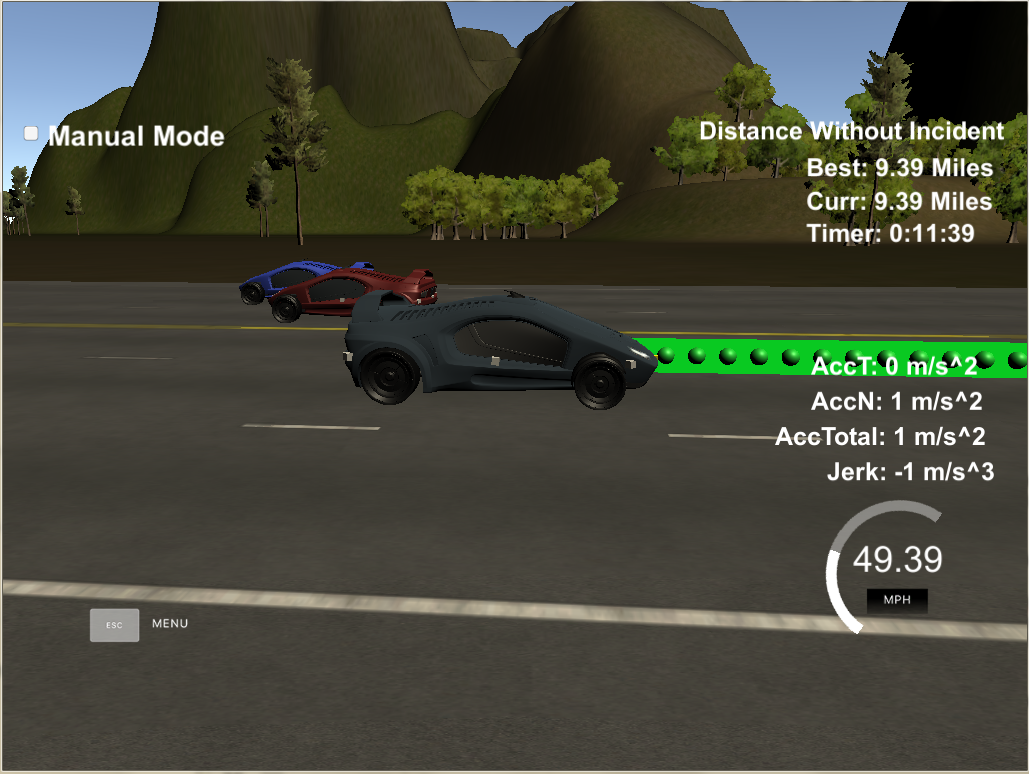 Manual Mode
Distance Without Incident
Best: 9.39 Miles
Curr: 9.39 Miles
Timer: 0:11:39
AccT: 0 m/s^2
AccN: 1 m/s^2
AccTotal: 1 m/s^2
Jerk: -1 m/s^3
49.39
MPH
ESC MENU